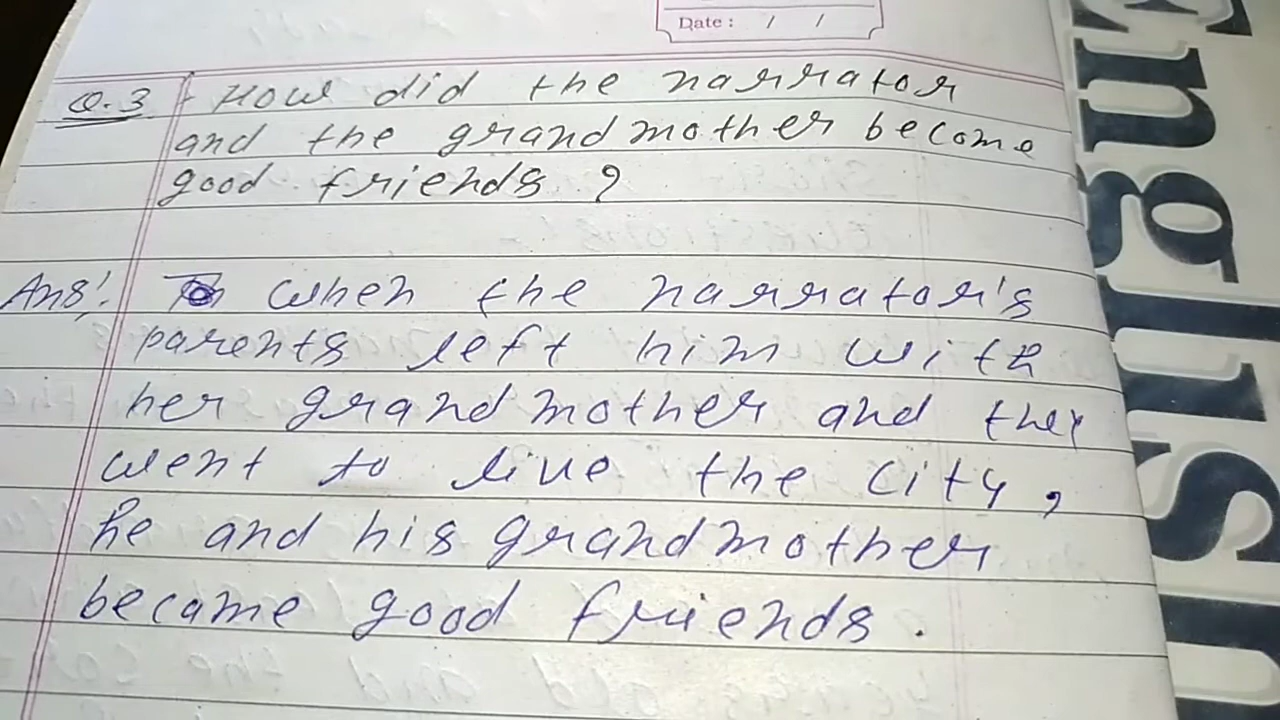 Date : / /
Q.3 How did the narrator
and the grandmother become
good friends ?
Ans: When the narrator's
parents left him with
her grandmother and they
went to live the city,
he and his grandmother
became good friends.
English